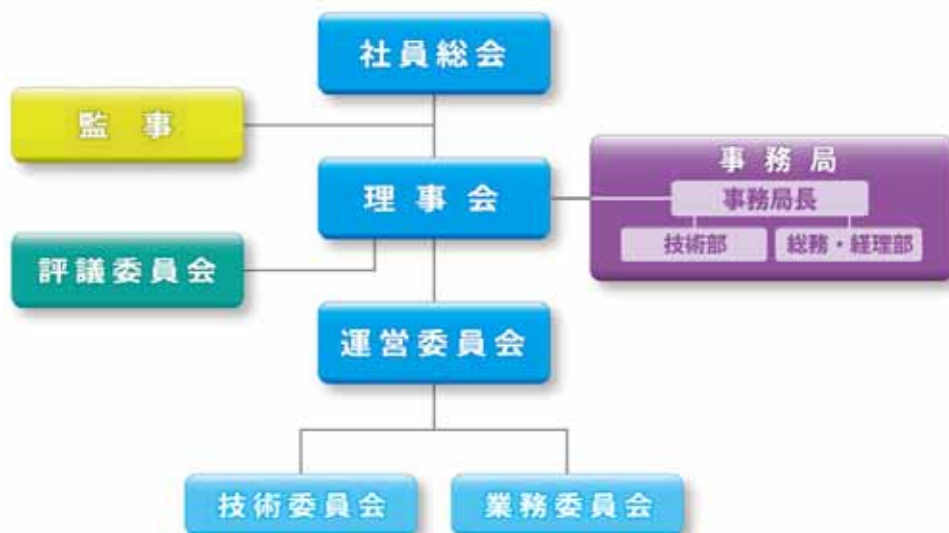 社員総会
監事
理事会
事務局
事務局長
技術部
総務・経理部
評議委員会
運営委員会
技術委員会
業務委員会